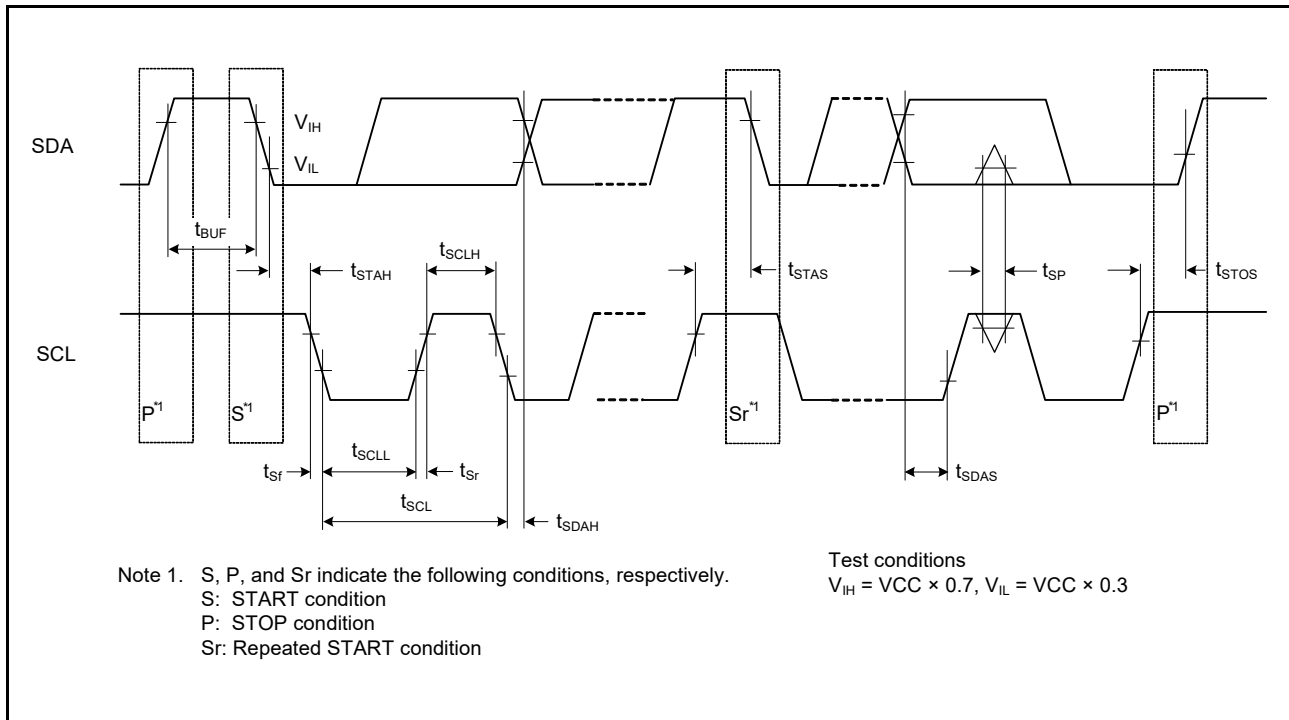 SDA
V_IH
V_IL
t_BUF
t_STAH
t_SCLH
t_STAS
t_SP
t_STOS
SCL
P*1
S*1
Sr*1
P*1
t_Sf
t_SCLL
t_Sr
t_SDAS
t_SCL
t_SDAH
Note 1. S, P, and Sr indicate the following conditions, respectively.
S: START condition
P: STOP condition
Sr: Repeated START condition
Test conditions
V_IH = VCC × 0.7, V_IL = VCC × 0.3